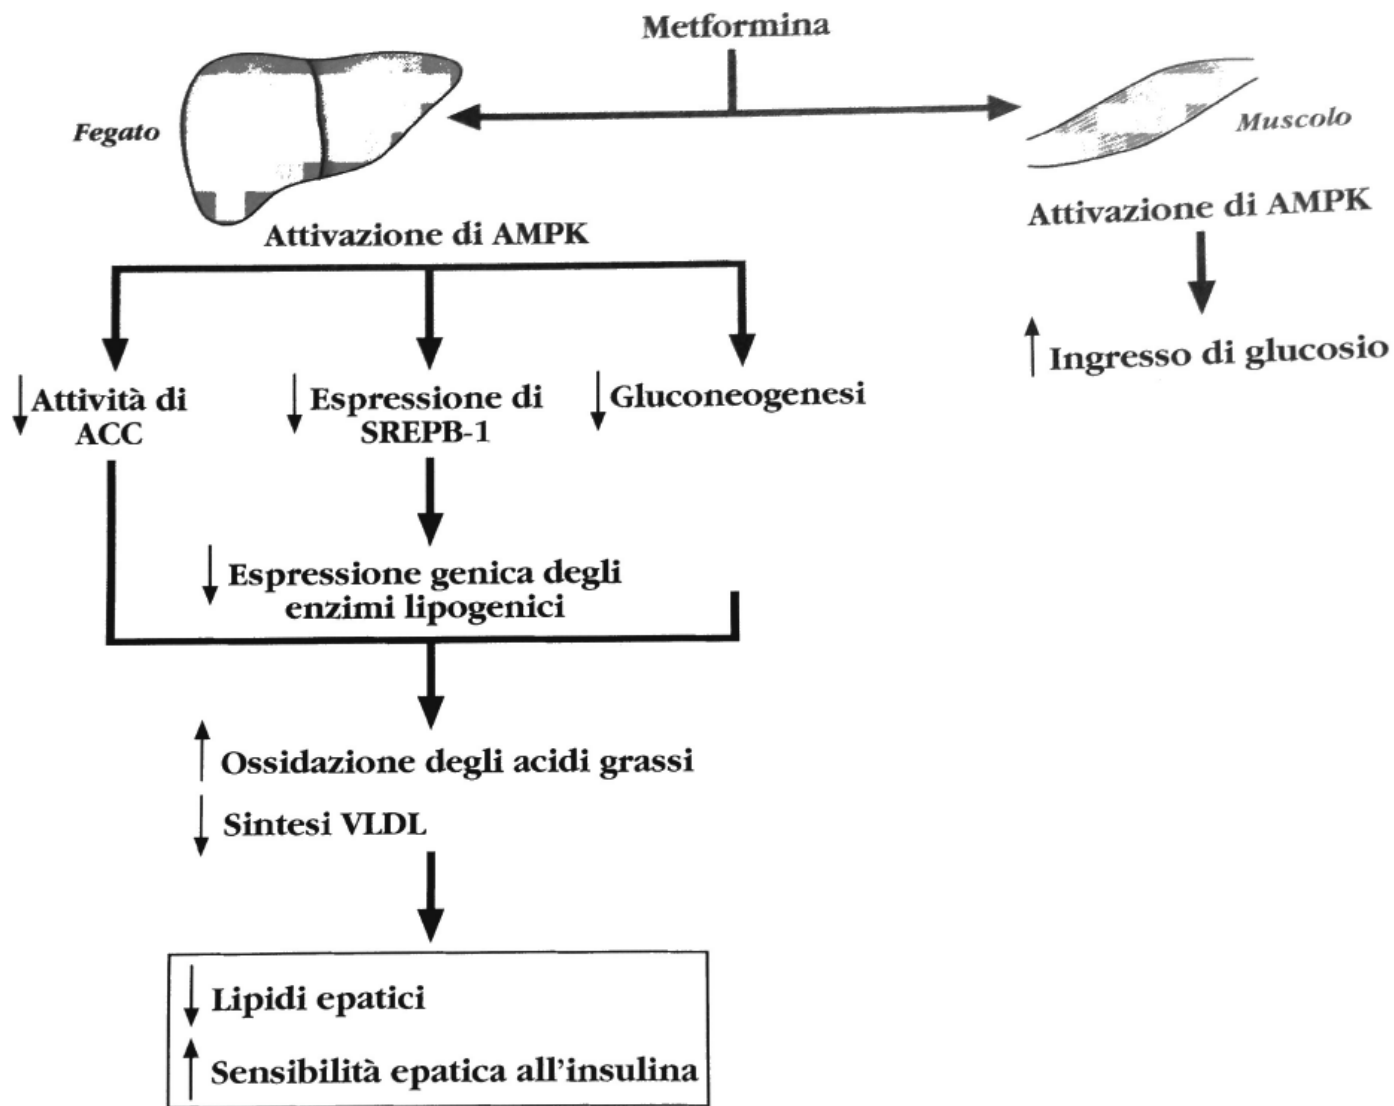 Metformina
Fegato
Muscolo
Attivazione di AMPK
Attivazione di AMPK
↑ Ingresso di glucosio
↓ Attività di
ACC
↓ Espressione di
SREPB-1
↓ Gluconeogenesi
↓ Espressione genica degli
enzimi lipogenici
↑ Ossidazione degli acidi grassi
↓ Sintesi VLDL
↓ Lipidi epatici
↑ Sensibilità epatica all'insulina